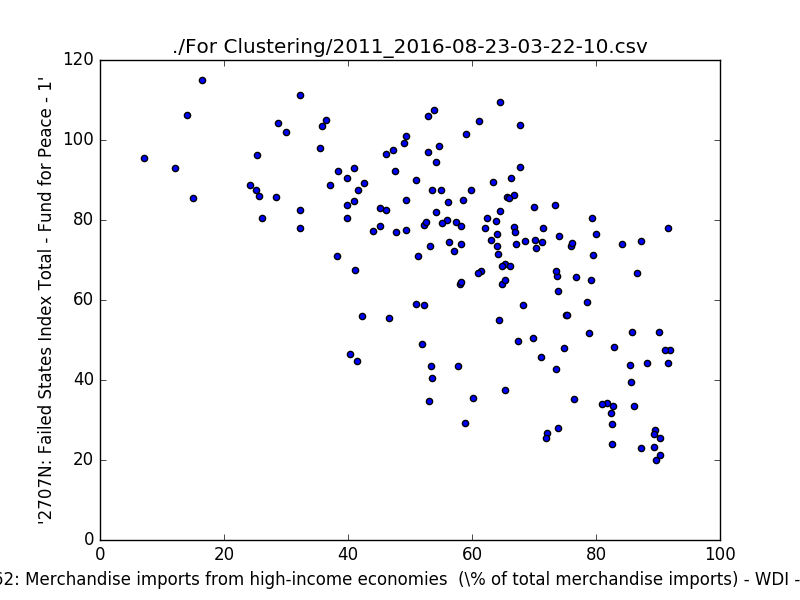 ./For Clustering/2011_2016-08-23-03-22-10.csv
120
100
80
60
40
20
0
'2707N: Failed States Index Total - Fund for Peace - 1'
0 20 40 60 80 100
52: Merchandise imports from high-income economies (\% of total merchandise imports) - WDI -